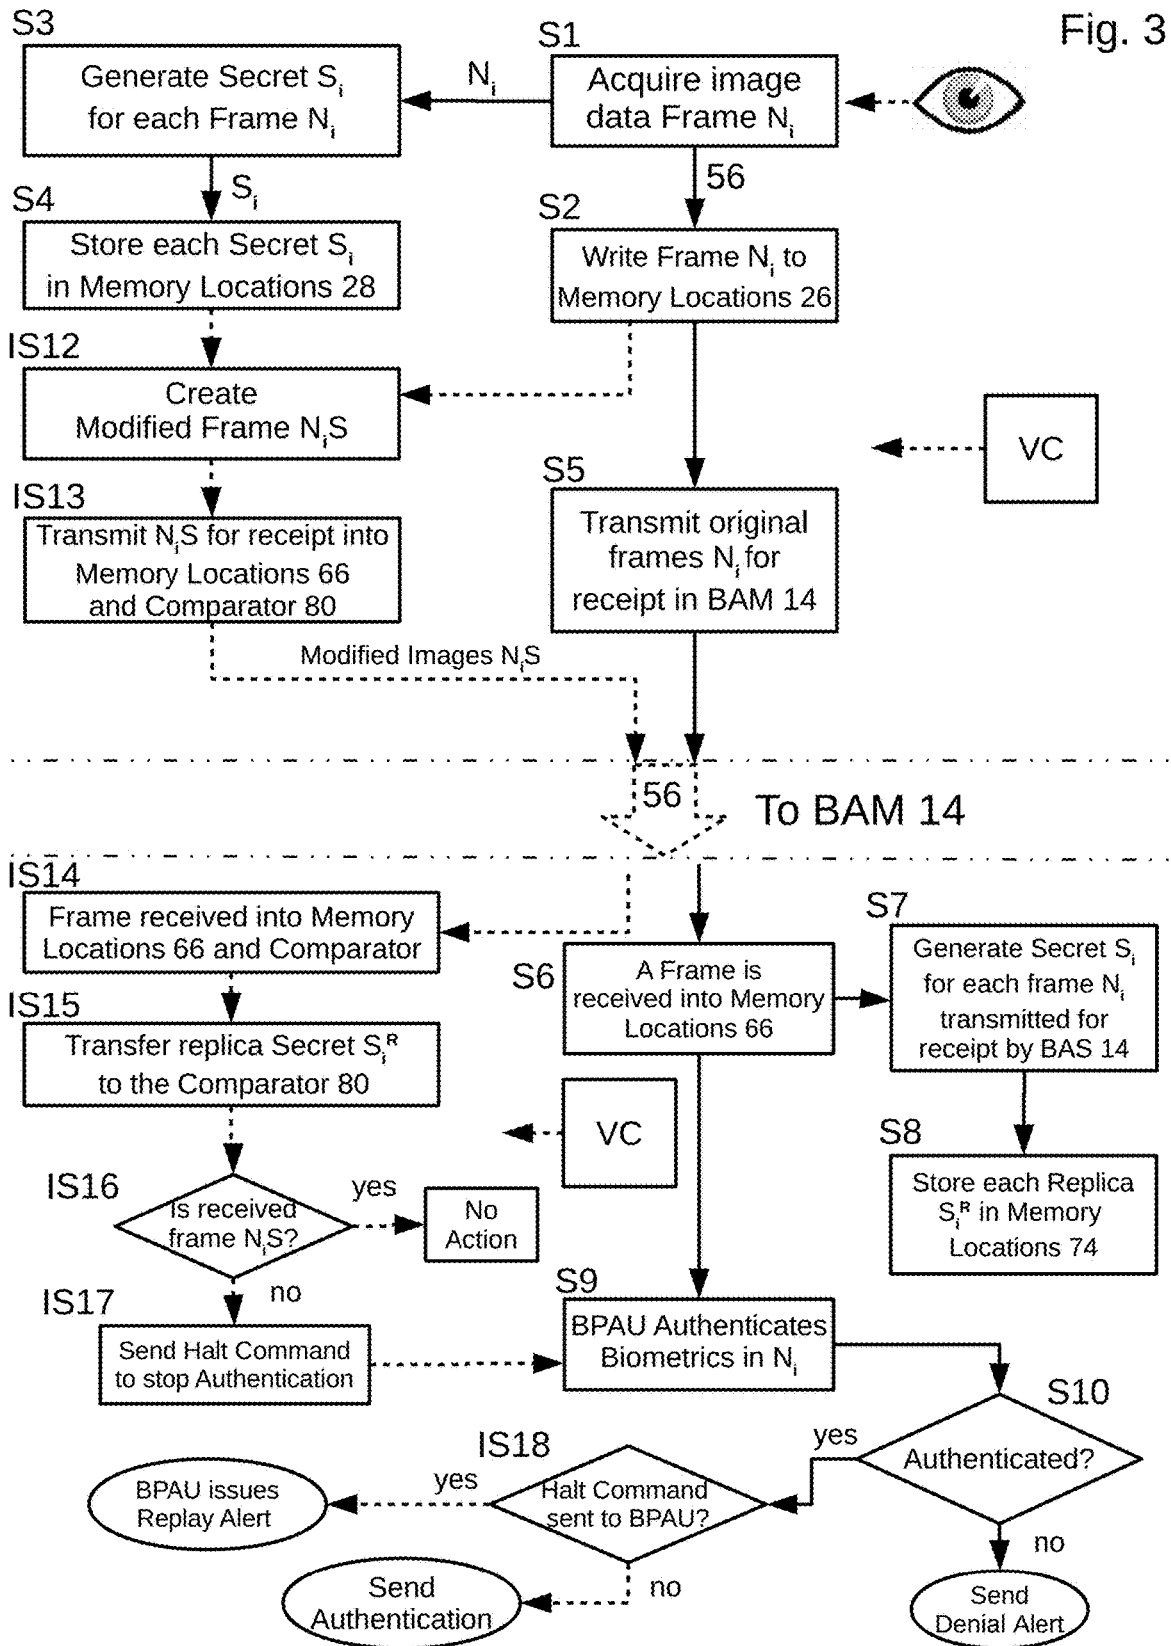 Fig. 3
S3
Generate Secret Sᵢ
for each Frame Nᵢ
Nᵢ
S1
Acquire image
data Frame Nᵢ
Sᵢ
56
S4
Store each Secret Sᵢ
in Memory Locations 28
S2
Write Frame Nᵢ to
Memory Locations 26
IS12
Create
Modified Frame NᵢS
VC
IS13
Transmit NᵢS for receipt into
Memory Locations 66
and Comparator 80
S5
Transmit original
frames Nᵢ for
receipt in BAM 14
Modified Images NᵢS
56
To BAM 14
IS14
Frame received into Memory
Locations 66 and Comparator
S6
A Frame is
received into Memory
Locations 66
S7
Generate Secret Sᵢ
for each frame Nᵢ
transmitted for
receipt by BAS 14
IS15
Transfer replica Secret Sᵢᴿ
to the Comparator 80
VC
S8
Store each Replica
Sᵢᴿ in Memory
Locations 74
IS16
Is received
frame NᵢS?
yes
No
Action
no
IS17
Send Halt Command
to stop Authentication
S9
BPAU Authenticates
Biometrics in Nᵢ
S10
Authenticated?
yes
no
IS18
Halt Command
sent to BPAU?
yes
BPAU issues
Replay Alert
no
Send
Authentication
Send
Denial Alert